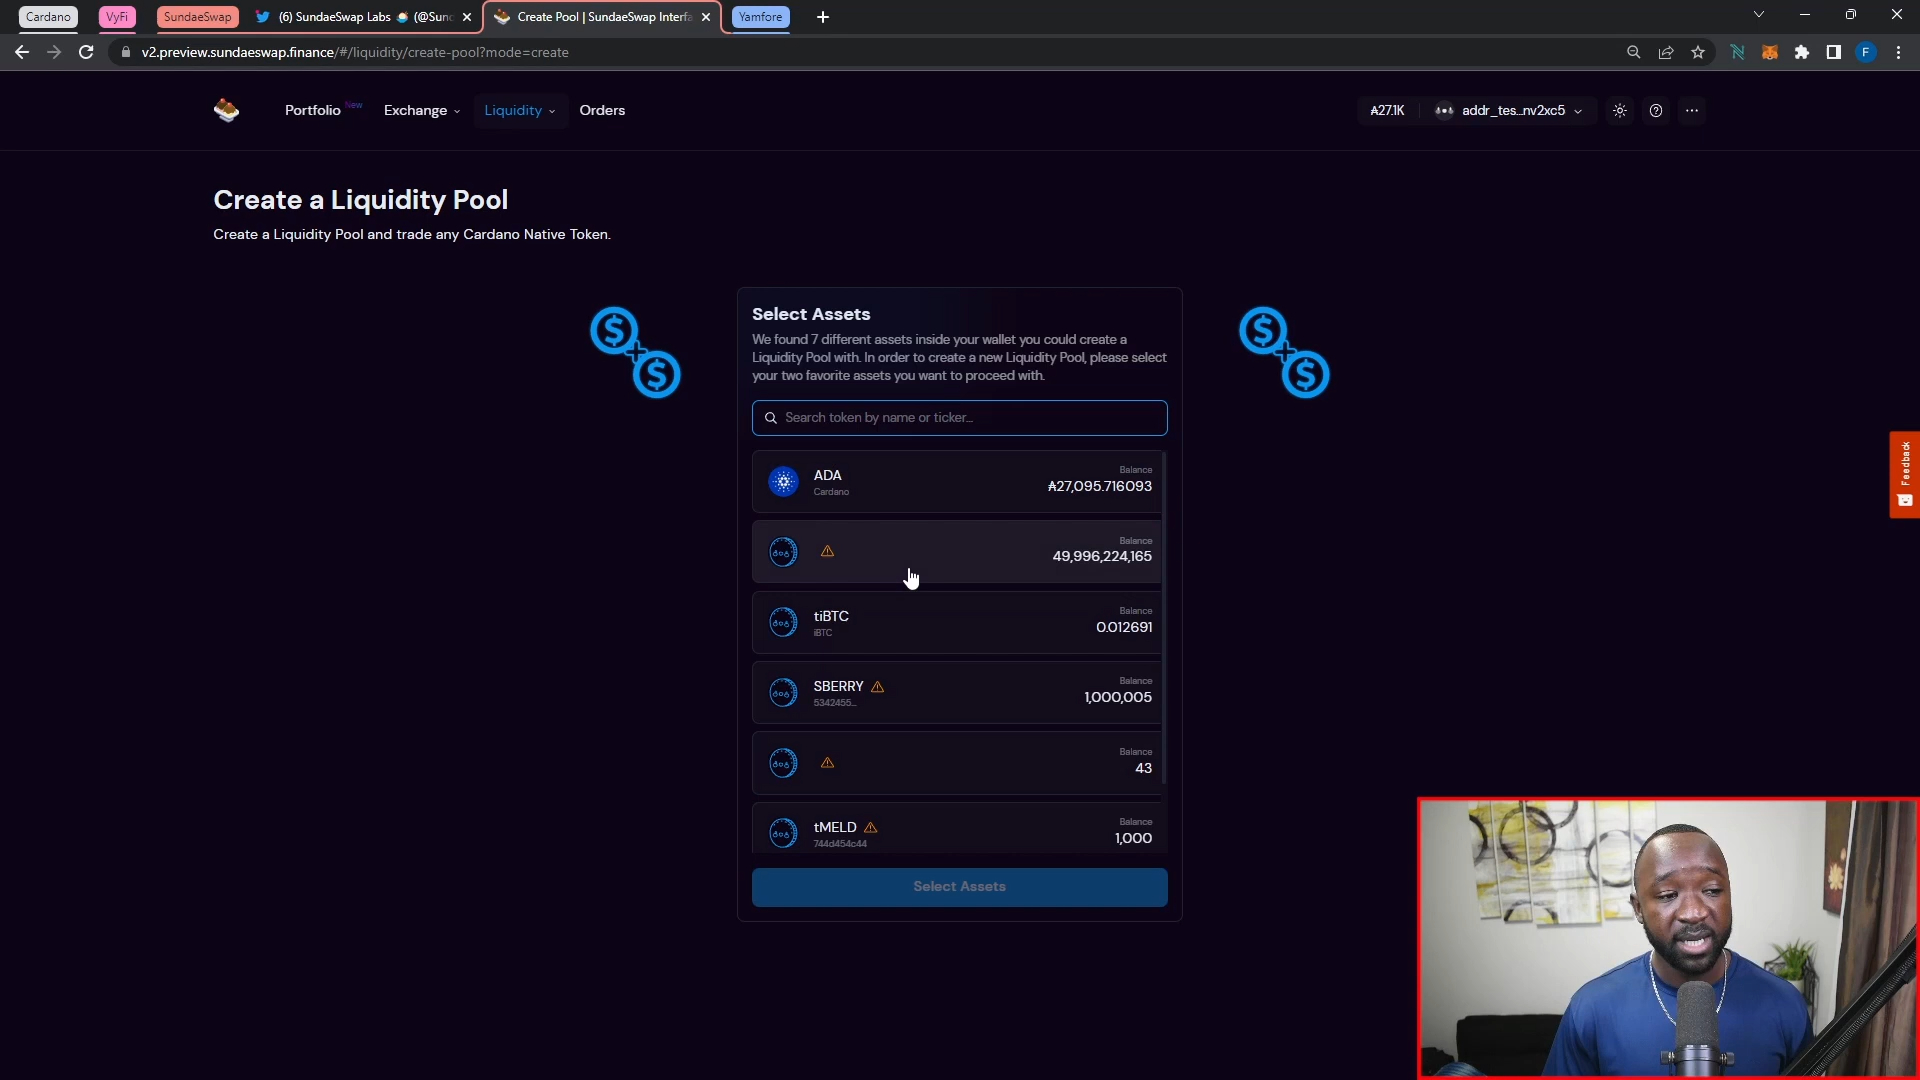 Cardano
VyFi
SundaeSwap
(6) SundaeSwap Labs (@Sun
Create Pool | SundaeSwap Interfa
Yamfore
v2.preview.sundaeswap.finance/#/liquidity/create-pool?mode=create
F
Portfolio New
Exchange
Liquidity
Orders
₳27.1K
addr_tes...nv2xc5
Create a Liquidity Pool
Create a Liquidity Pool and trade any Cardano Native Token.
Select Assets
We found 7 different assets inside your wallet you could create a
Liquidity Pool with. In order to create a new Liquidity Pool, please select
your two favorite assets you want to proceed with.
Search token by name or ticker...
ADA
Cardano
Balance
₳27,095.716093
Balance
49,996,224,165
tiBTC
iBTC
Balance
0.012691
SBERRY
5342455...
Balance
1,000,005
Balance
43
tMELD
744d454c44
Balance
1,000
Select Assets
Feedback